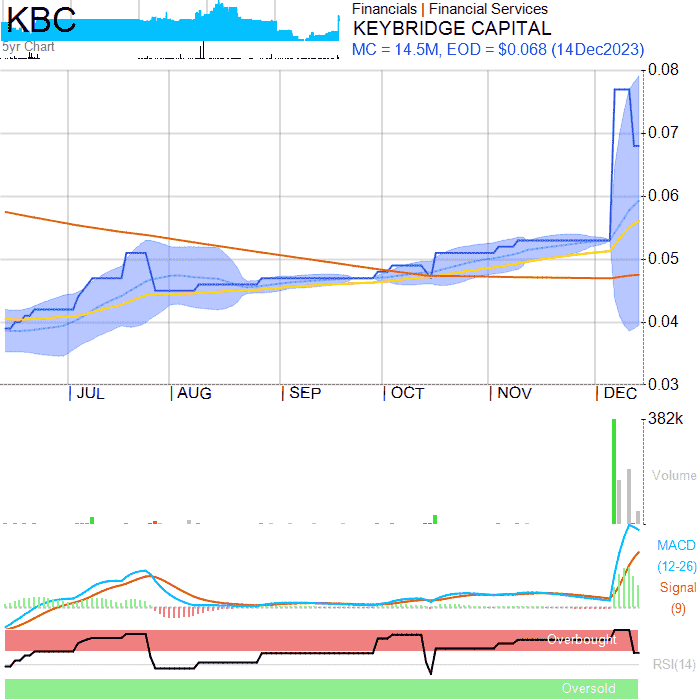 KBC
5yr Chart
Financials | Financial Services
KEYBRIDGE CAPITAL
MC = 14.5M, EOD = $0.068 (14Dec2023)
0.08
0.07
0.06
0.05
0.04
0.03
JUL AUG SEP OCT NOV DEC
382k
Volume
MACD
(12-26)
Signal
(9)
Overbought
RSI(14)
Oversold